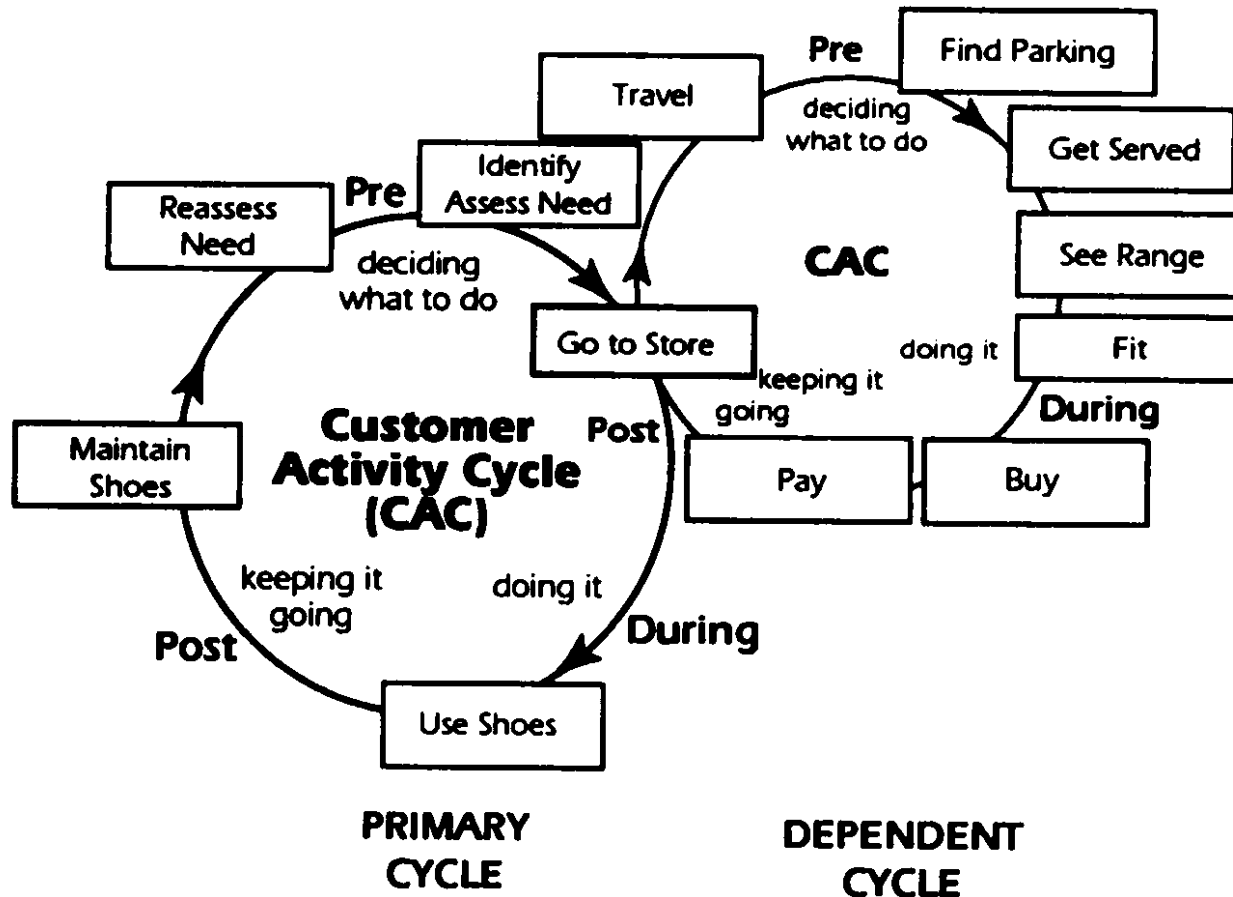 Pre
Find Parking
Travel
deciding
what to do
Get Served
Identify
Assess Need
Pre
Reassess
Need
See Range
CAC
deciding
what to do
Go to Store
doing it
Fit
keeping it
going
During
Customer
Activity Cycle
(CAC)
Post
Maintain
Shoes
Pay
Buy
keeping it
going
doing it
Post
During
Use Shoes
PRIMARY
CYCLE
DEPENDENT
CYCLE